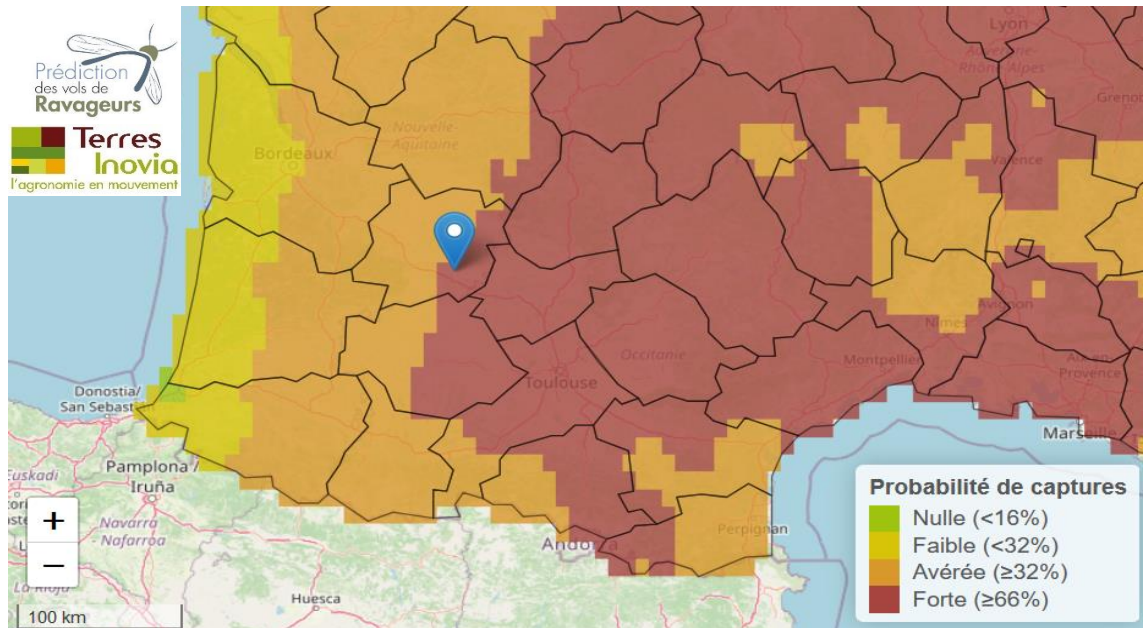 Prédiction
des vols de
Ravageurs
Terres
Inovia
l'agronomie en mouvement
Lyon
Auvergne-
Rhône-Alpes
Nouvelle-
Aquitaine
Bordeaux
Valence
Avignon
Nîmes
Occitanie
Montpellier
Aix-en-
Provence
Toulouse
Donostia/
San Sebast
Marseille
Euskadi
Pamplona /
Iruña
Navarra
Nafarroa
Perpignan
Andorra
Huesca
+
−
100 km
Probabilité de captures
Nulle (<16%)
Faible (<32%)
Avérée (≥32%)
Forte (≥66%)